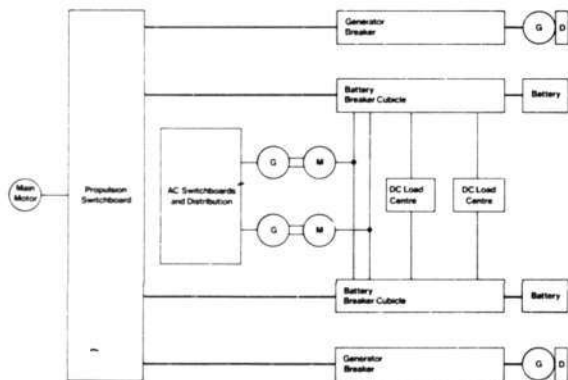 Generator
Breaker
G D
Battery
Breaker Cubicle
Battery
Main
Motor
Propulsion
Switchboard
AC Switchboards
and Distribution
G M
DC Load
Centre
DC Load
Centre
G M
Battery
Breaker Cubicle
Battery
Generator
Breaker
G D